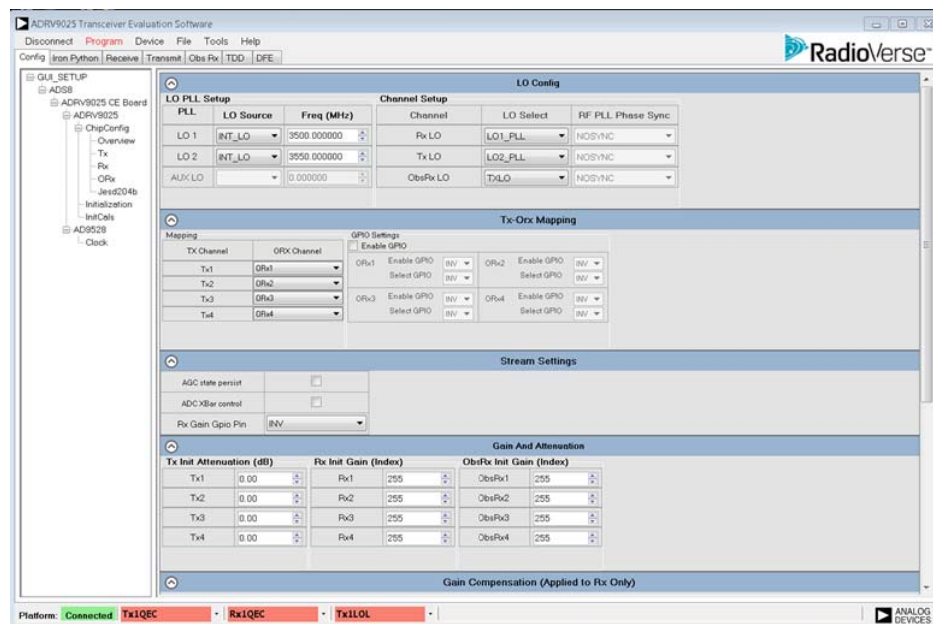 ADRV9025 Transceiver Evaluation Software
Disconnect Program Device File Tools Help
Config Iron Python Receive Transmit Obs Rx TDD DFE
RadioVerse
GUI_SETUP
ADS8
ADRV9025 CE Board
ADRV9025
ChipConfig
Overview
Tx
Rx
ORx
Jesd204b
Initialization
InitCals
AD9528
Clock
LO Config
LO PLL Setup Channel Setup
PLL LO Source Freq (MHz) Channel LO Select RF PLL Phase Sync
LO 1 INT_LO 3500.000000 Rx LO LO1_PLL NOSYNC
LO 2 INT_LO 3550.000000 Tx LO LO2_PLL NOSYNC
AUX LO 0.000000 ObsRx LO TXLO NOSYNC
Tx-Orx Mapping
Mapping GPIO Settings
TX Channel ORX Channel Enable GPIO
Tx1 ORx1 ORx1 Enable GPIO INV ORx2 Enable GPIO INV
Tx2 ORx2 Select GPIO INV Select GPIO INV
Tx3 ORx3 ORx3 Enable GPIO INV ORx4 Enable GPIO INV
Tx4 ORx4 Select GPIO INV Select GPIO INV
Stream Settings
AGC state persist
ADC XBar control
Rx Gain Gpio Pin INV
Gain And Attenuation
Tx Init Attenuation (dB) Rx Init Gain (Index) ObsRx Init Gain (Index)
Tx1 0.00 Rx1 255 ObsRx1 255
Tx2 0.00 Rx2 255 ObsRx2 255
Tx3 0.00 Rx3 255 ObsRx3 255
Tx4 0.00 Rx4 255 ObsRx4 255
Gain Compensation (Applied to Rx Only)
Platform: Connected Tx1QEC Rx1QEC Tx1LOL
ANALOG
DEVICES